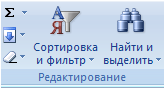 Σ
Сортировка и фильтр
Найти и выделить
Редактирование